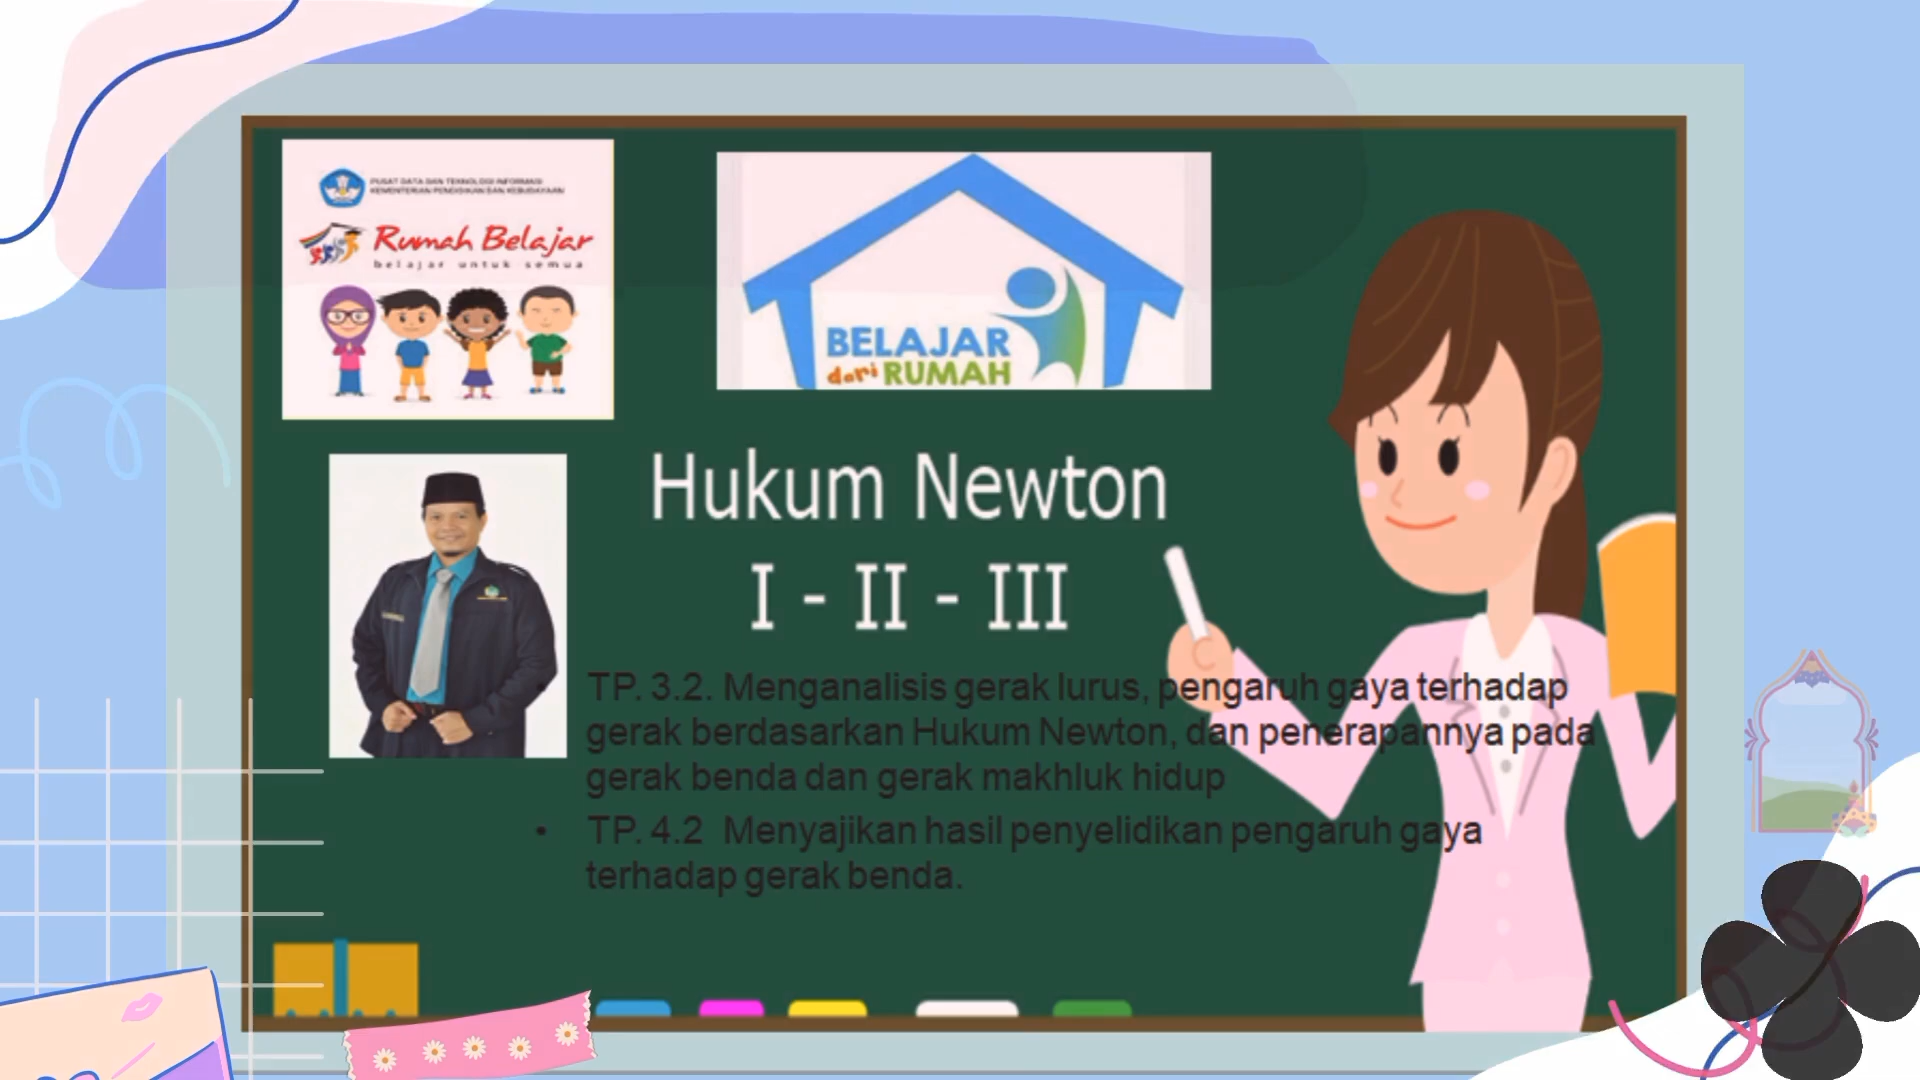 PUSAT DATA DAN TEKNOLOGI INFORMASI
KEMENTERIAN PENDIDIKAN DAN KEBUDAYAAN
Rumah Belajar
belajar untuk semua
BELAJAR
dari RUMAH
Hukum Newton
I - II - III
TP. 3.2. Menganalisis gerak lurus, pengaruh gaya terhadap
gerak berdasarkan Hukum Newton, dan penerapannya pada
gerak benda dan gerak makhluk hidup
• TP. 4.2 Menyajikan hasil penyelidikan pengaruh gaya
terhadap gerak benda.